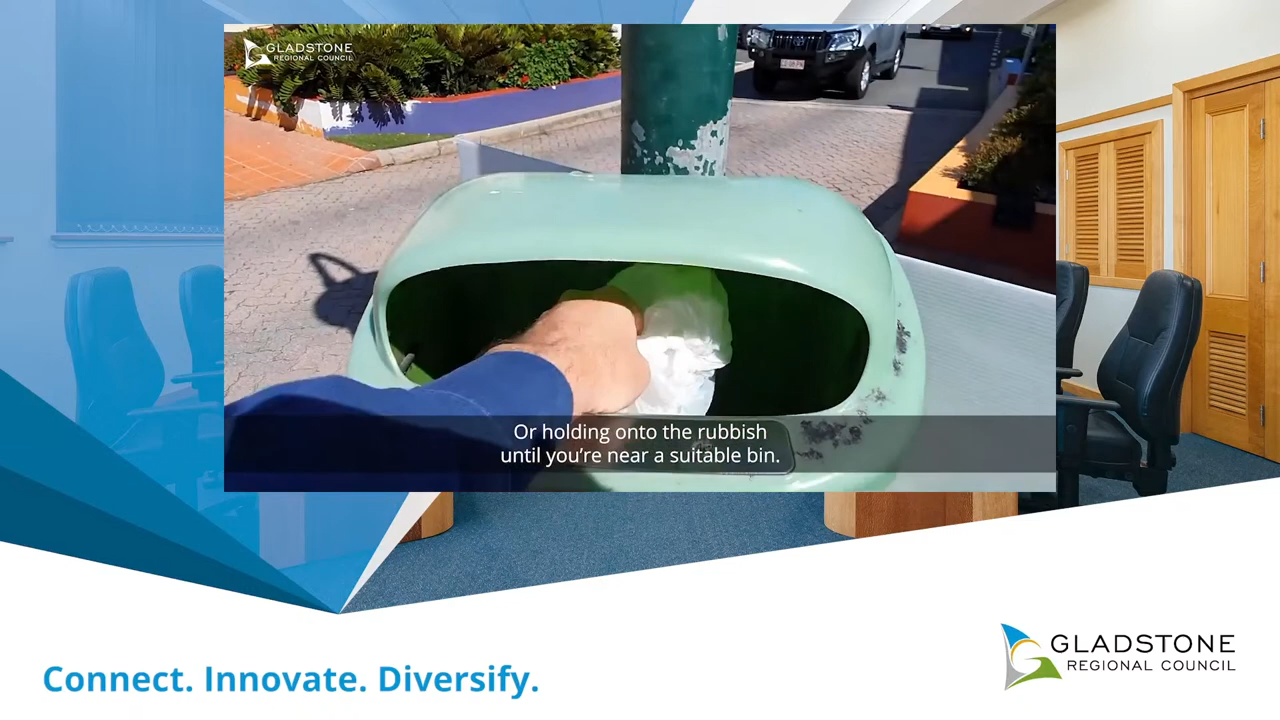 GLADSTONE
REGIONAL COUNCIL
Or holding onto the rubbish
until you're near a suitable bin.
Connect. Innovate. Diversify.
GLADSTONE
REGIONAL COUNCIL